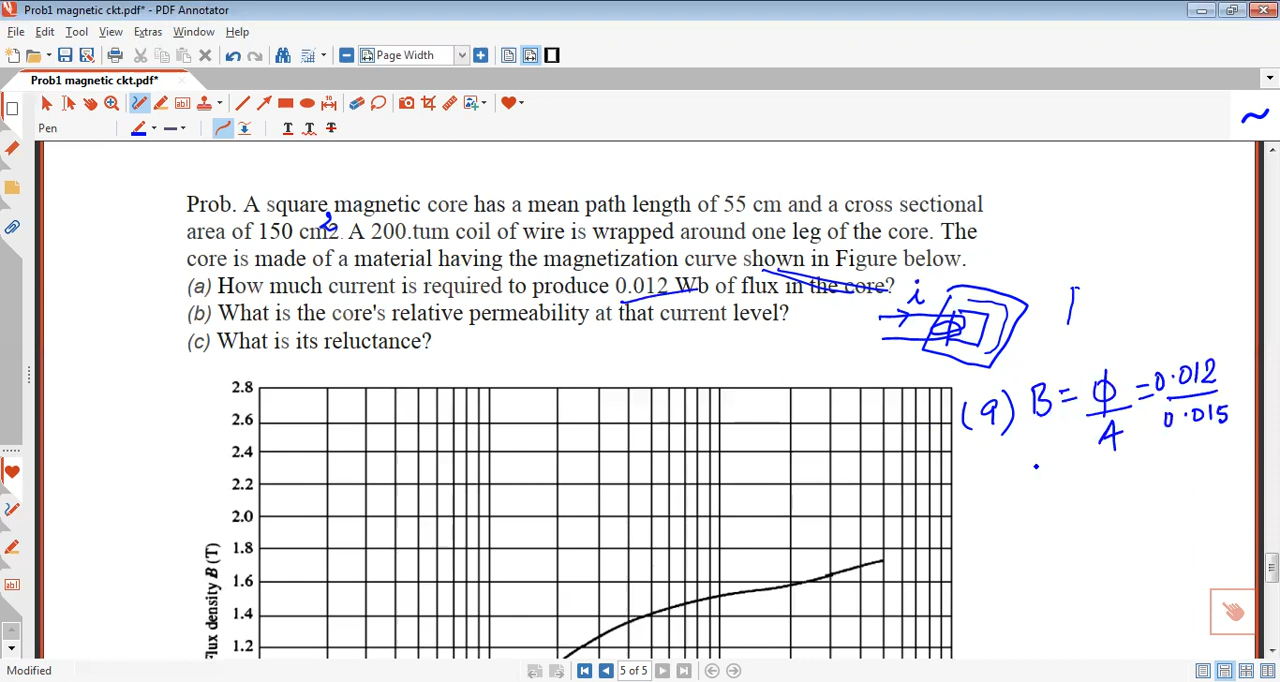 Prob1 magnetic ckt.pdf* - PDF Annotator
File Edit Tool View Extras Window Help
Page Width
Prob1 magnetic ckt.pdf*
Pen
Prob. A square magnetic core has a mean path length of 55 cm and a cross sectional
area of 150 cm2. A 200.tum coil of wire is wrapped around one leg of the core. The
core is made of a material having the magnetization curve shown in Figure below.
(a) How much current is required to produce 0.012 Wb of flux in the core?
(b) What is the core's relative permeability at that current level?
(c) What is its reluctance?
i
(a) B = Φ/A = 0.012/0.015
2.8
2.6
2.4
2.2
2.0
1.8
1.6
1.4
1.2
Flux density B (T)
Modified
5 of 5